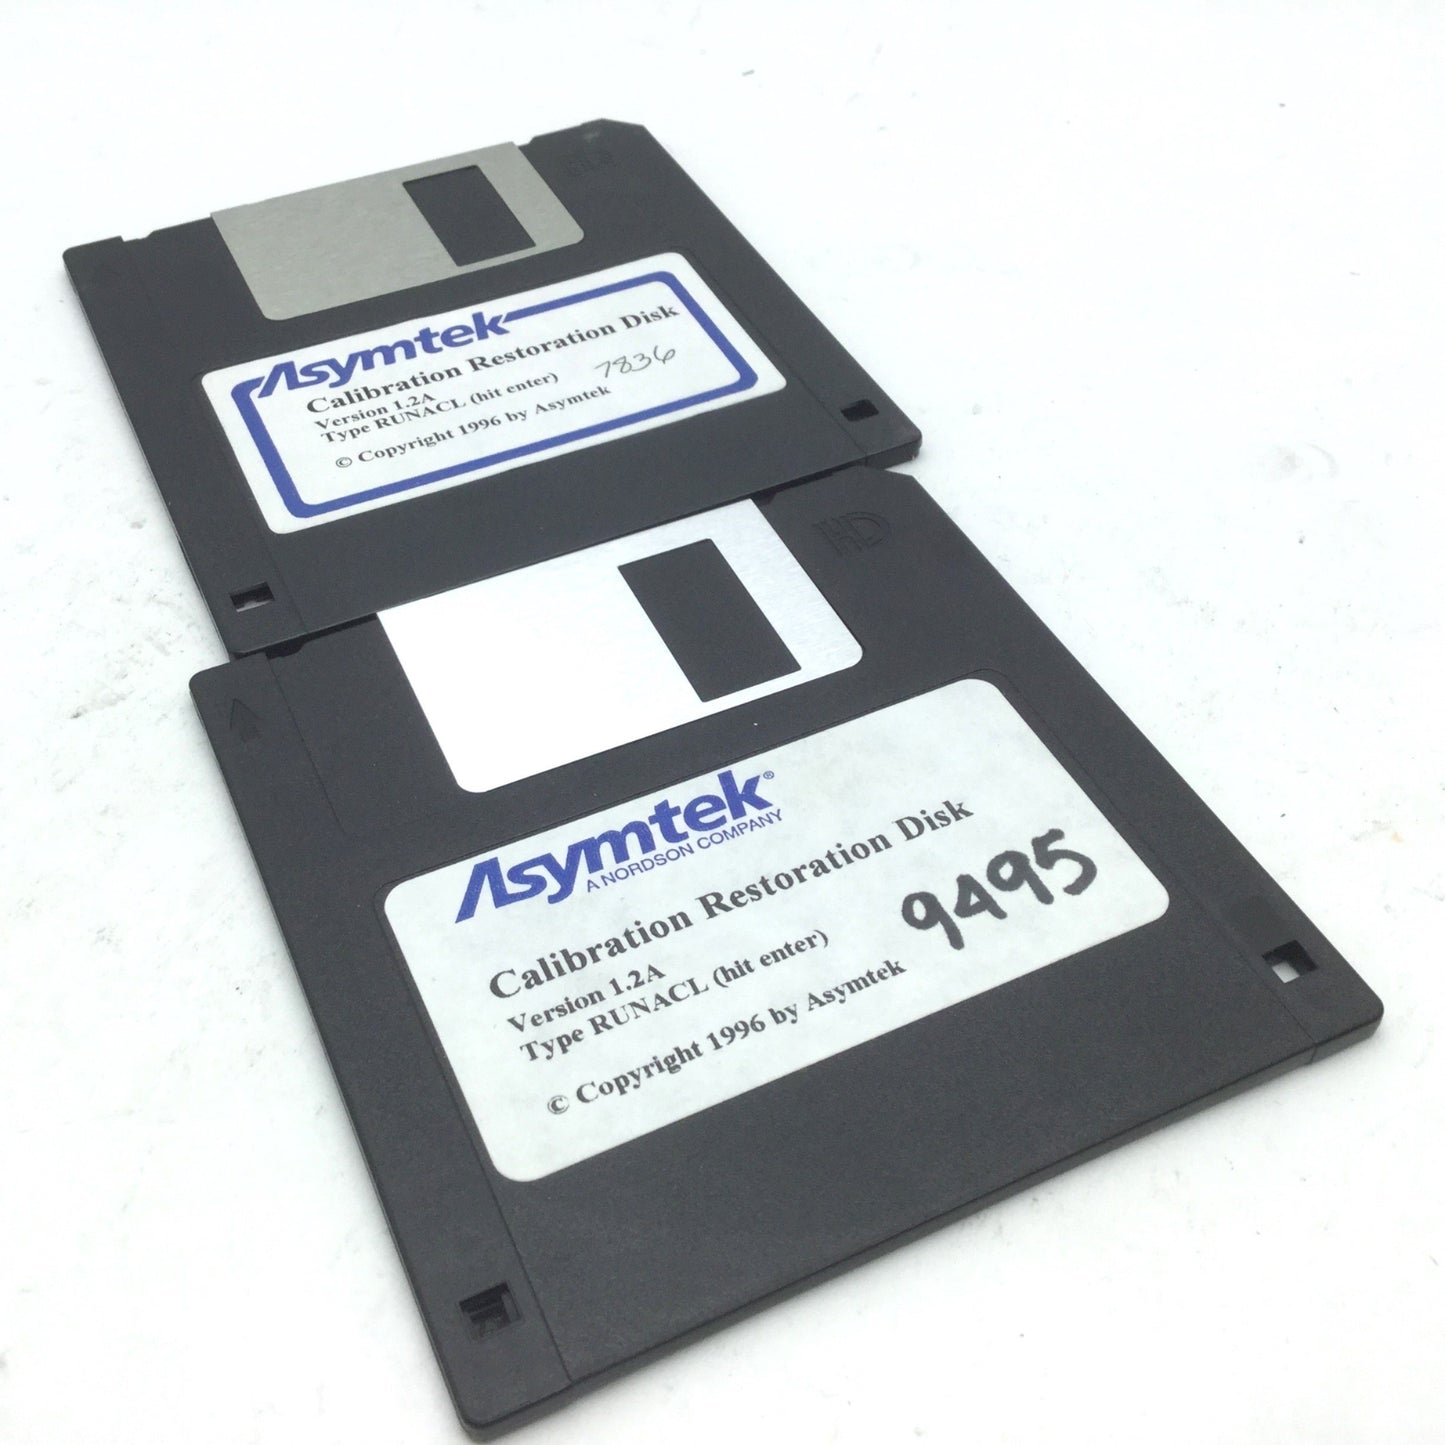 Asymtek
Calibration Restoration Disk
Version 1.2A
Type RUNACL (hit enter)
7836
© Copyright 1996 by Asymtek
HD
Asymtek®
A NORDSON COMPANY
Calibration Restoration Disk
Version 1.2A
Type RUNACL (hit enter)
9495
© Copyright 1996 by Asymtek